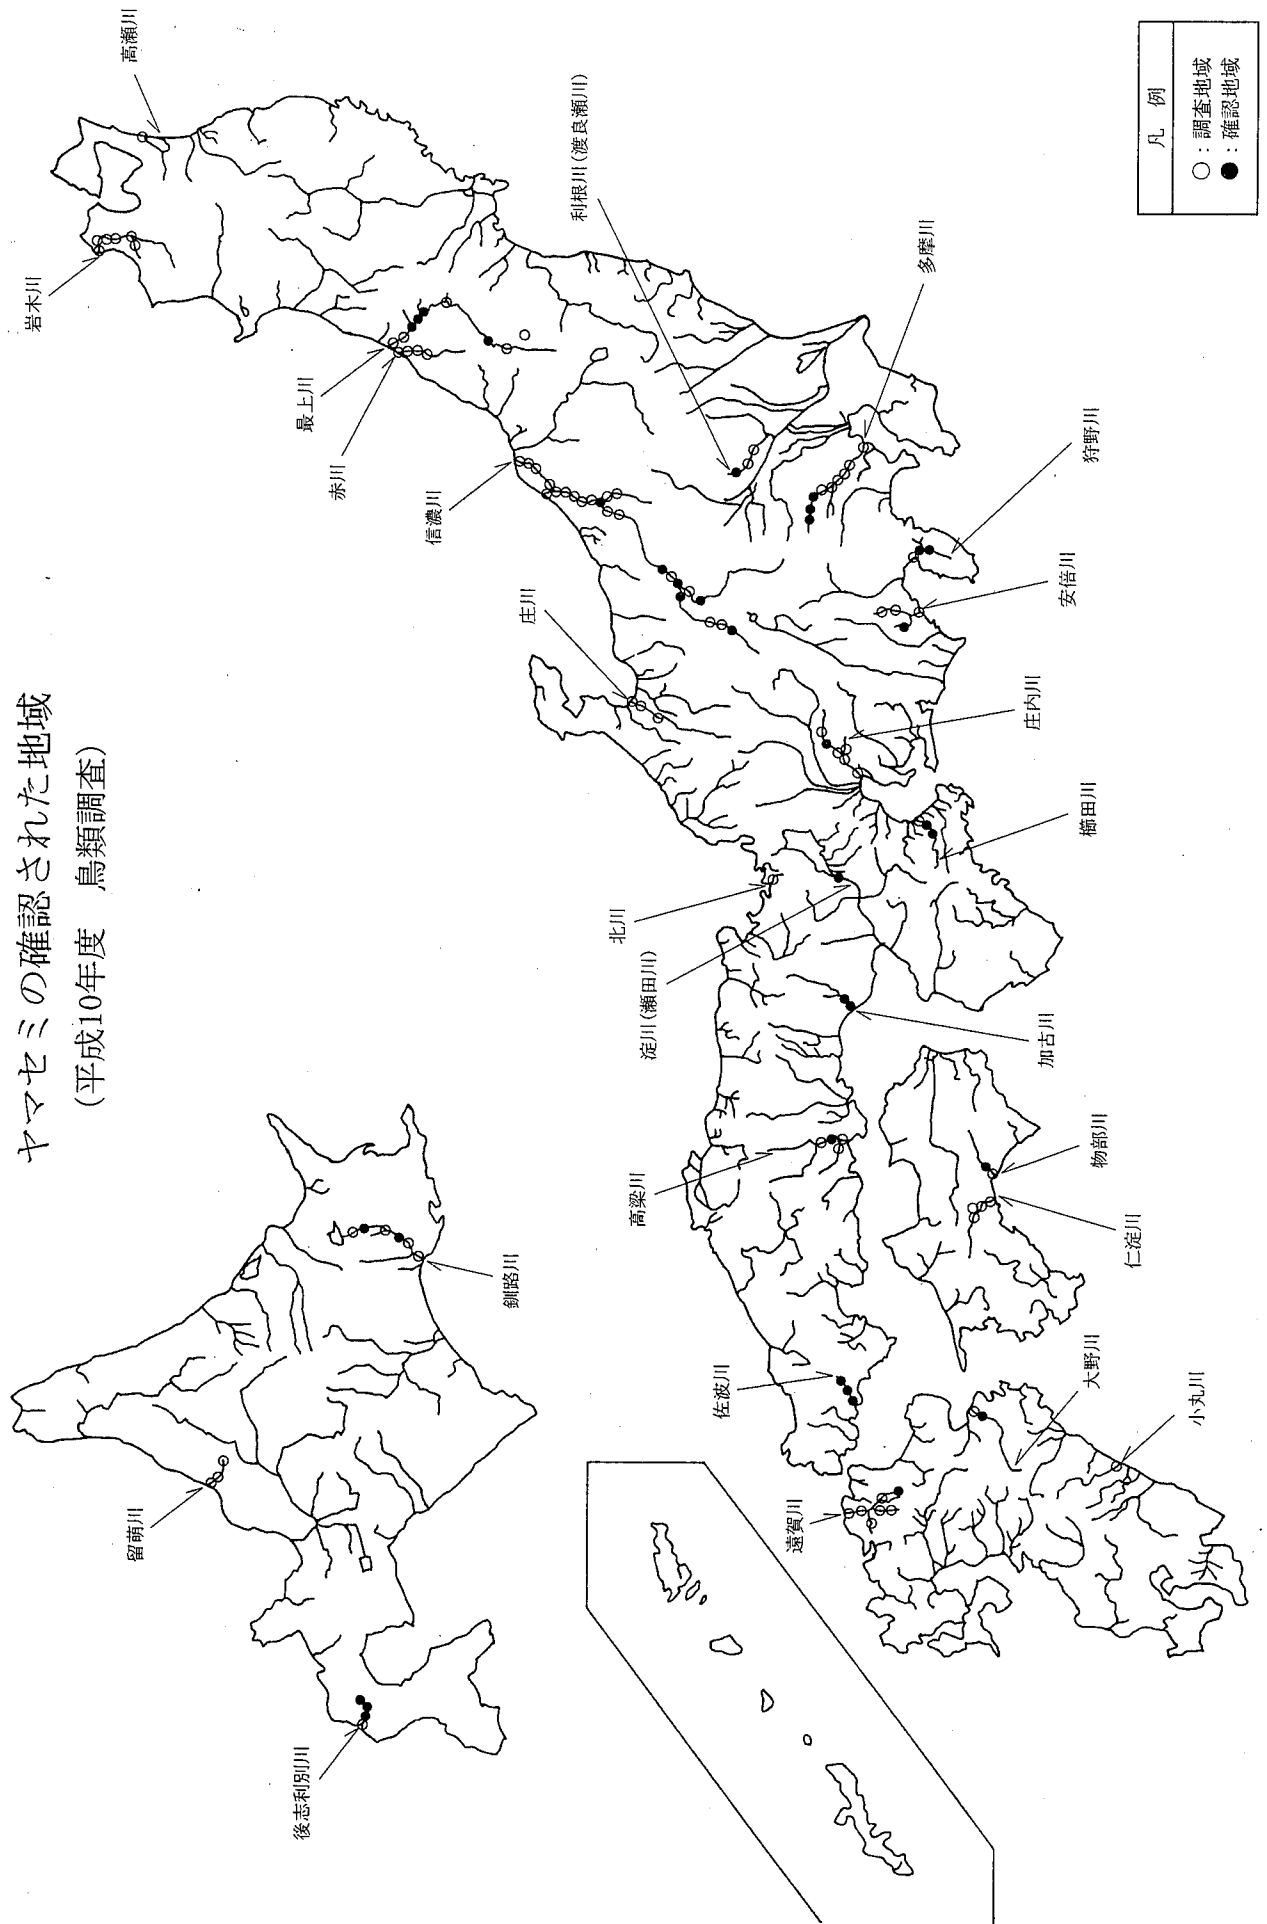 ヤマセミの確認された地域
(平成10年度　鳥類調査)
高瀬川
岩木川
最上川
赤川
信濃川
利根川(渡良瀬川)
多摩川
狩野川
安倍川
庄川
庄内川
櫛田川
北川
淀川(瀬田川)
加古川
高梁川
物部川
仁淀川
佐波川
大野川
小丸川
遠賀川
留萌川
釧路川
後志利別川
凡　例
○：調査地域
●：確認地域